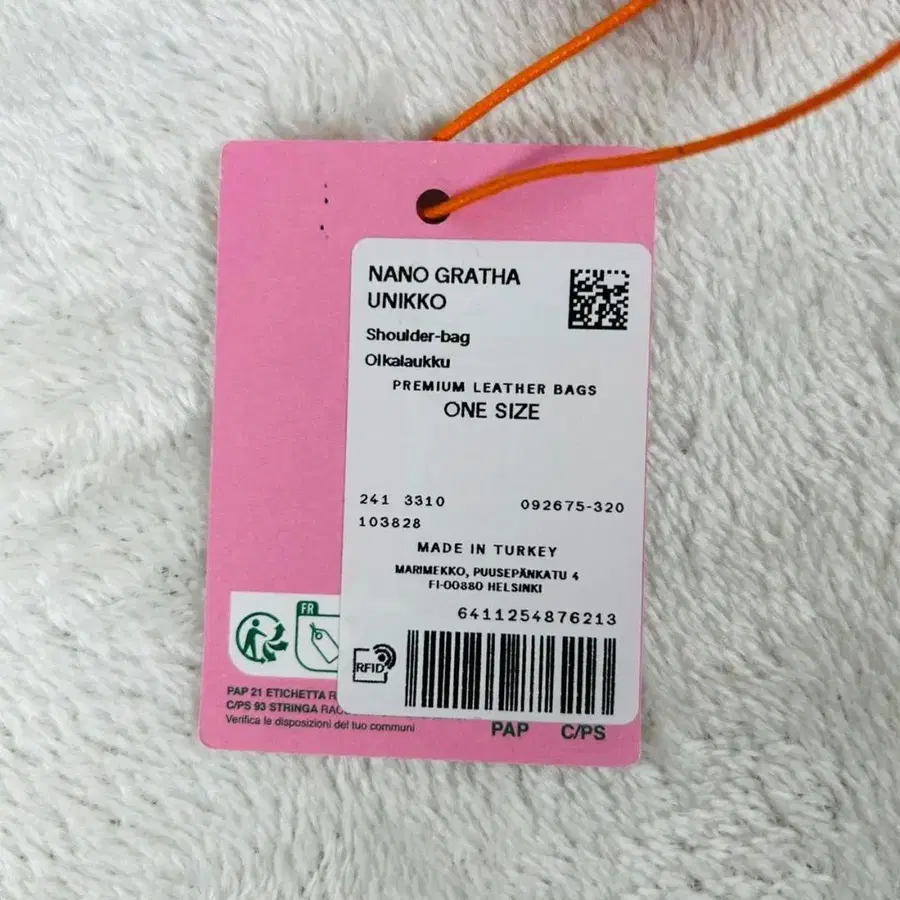 NANO GRATHA
UNIKKO
Shoulder-bag
Olkalaukku
PREMIUM LEATHER BAGS
ONE SIZE
241 3310 092675-320
103828
MADE IN TURKEY
MARIMEKKO, PUUSEPÄNKATU 4
FI-00880 HELSINKI
6411254876213
RFID
FR
PAP 21 ETICHETTA
C/PS 93 STRINGA
Verifica le disposizioni del tuo communi
PAP C/PS